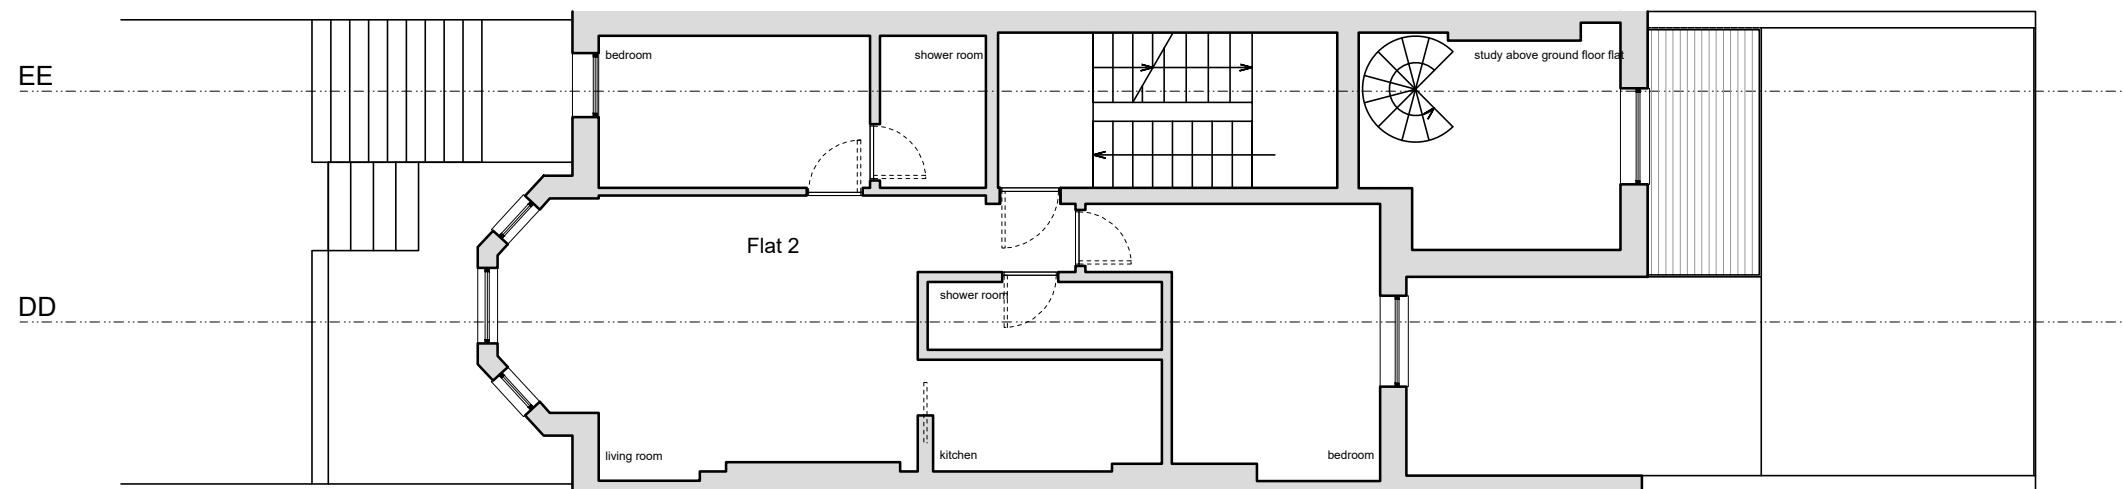 bedroom
shower room
study above ground floor flat
EE
Flat 2
shower room
DD
living room
kitchen
bedroom